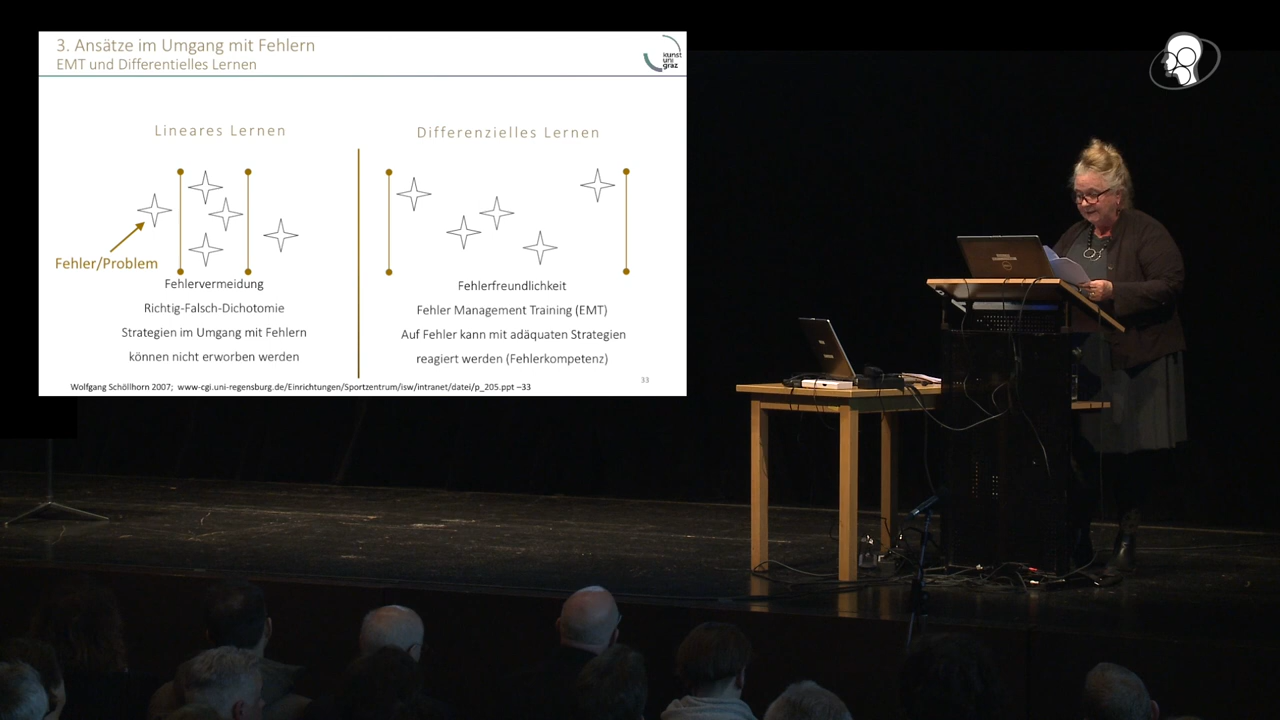 3. Ansätze im Umgang mit Fehlern
EMT und Differentielles Lernen
kunst
uni
graz
Lineares Lernen
Fehler/Problem
Fehlervermeidung
Richtig-Falsch-Dichotomie
Strategien im Umgang mit Fehlern
können nicht erworben werden
Differenzielles Lernen
Fehlerfreundlichkeit
Fehler Management Training (EMT)
Auf Fehler kann mit adäquaten Strategien
reagiert werden (Fehlerkompetenz)
Wolfgang Schöllhorn 2007; www-cgi.uni-regensburg.de/Einrichtungen/Sportzentrum/isw/intranet/datei/p_205.ppt –33
33